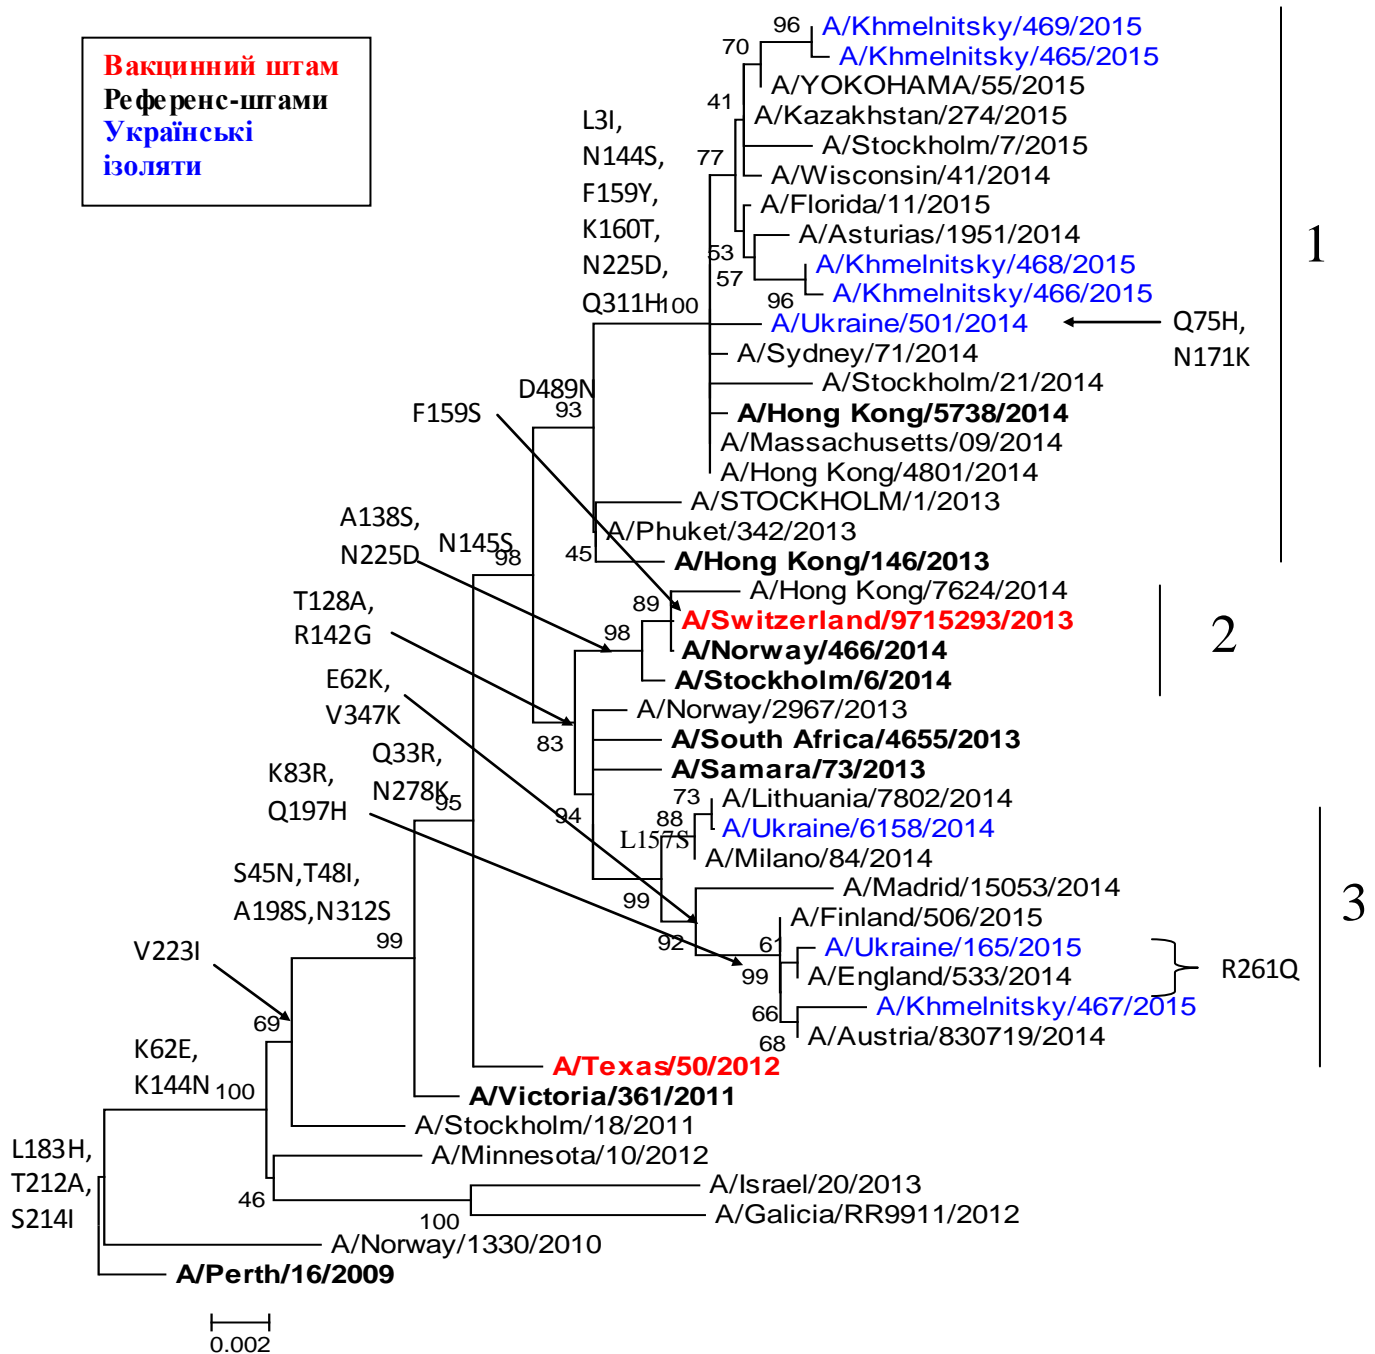 Вакцинний штам
Референс-штами
Українські
ізоляти
96
A/Khmelnitsky/469/2015
70
A/Khmelnitsky/465/2015
A/YOKOHAMA/55/2015
41
A/Kazakhstan/274/2015
L3I,
N144S,
F159Y,
K160T,
N225D,
Q311H
A/Stockholm/7/2015
77
A/Wisconsin/41/2014
A/Florida/11/2015
A/Asturias/1951/2014
53
A/Khmelnitsky/468/2015
57
96
A/Khmelnitsky/466/2015
1
100
A/Ukraine/501/2014
Q75H,
N171K
A/Sydney/71/2014
A/Stockholm/21/2014
D489N
93
F159S
A/Hong Kong/5738/2014
A/Massachusetts/09/2014
A/Hong Kong/4801/2014
A/STOCKHOLM/1/2013
A/Phuket/342/2013
A138S,
N225D
N145S
98
45
A/Hong Kong/146/2013
A/Hong Kong/7624/2014
T128A,
R142G
89
A/Switzerland/9715293/2013
98
2
A/Norway/466/2014
E62K,
V347K
A/Stockholm/6/2014
A/Norway/2967/2013
83
A/South Africa/4655/2013
Q33R,
N278K
K83R,
Q197H
A/Samara/73/2013
95
94
73
A/Lithuania/7802/2014
88
A/Ukraine/6158/2014
L157S
A/Milano/84/2014
S45N,T48I,
A198S,N312S
A/Madrid/15053/2014
99
3
A/Finland/506/2015
99
92
61
A/Ukraine/165/2015
V223I
99
A/England/533/2014
R261Q
A/Khmelnitsky/467/2015
69
66
68
A/Austria/830719/2014
K62E,
K144N
A/Texas/50/2012
100
A/Victoria/361/2011
A/Stockholm/18/2011
L183H,
T212A,
S214I
A/Minnesota/10/2012
46
A/Israel/20/2013
100
A/Galicia/RR9911/2012
A/Norway/1330/2010
A/Perth/16/2009
0.002